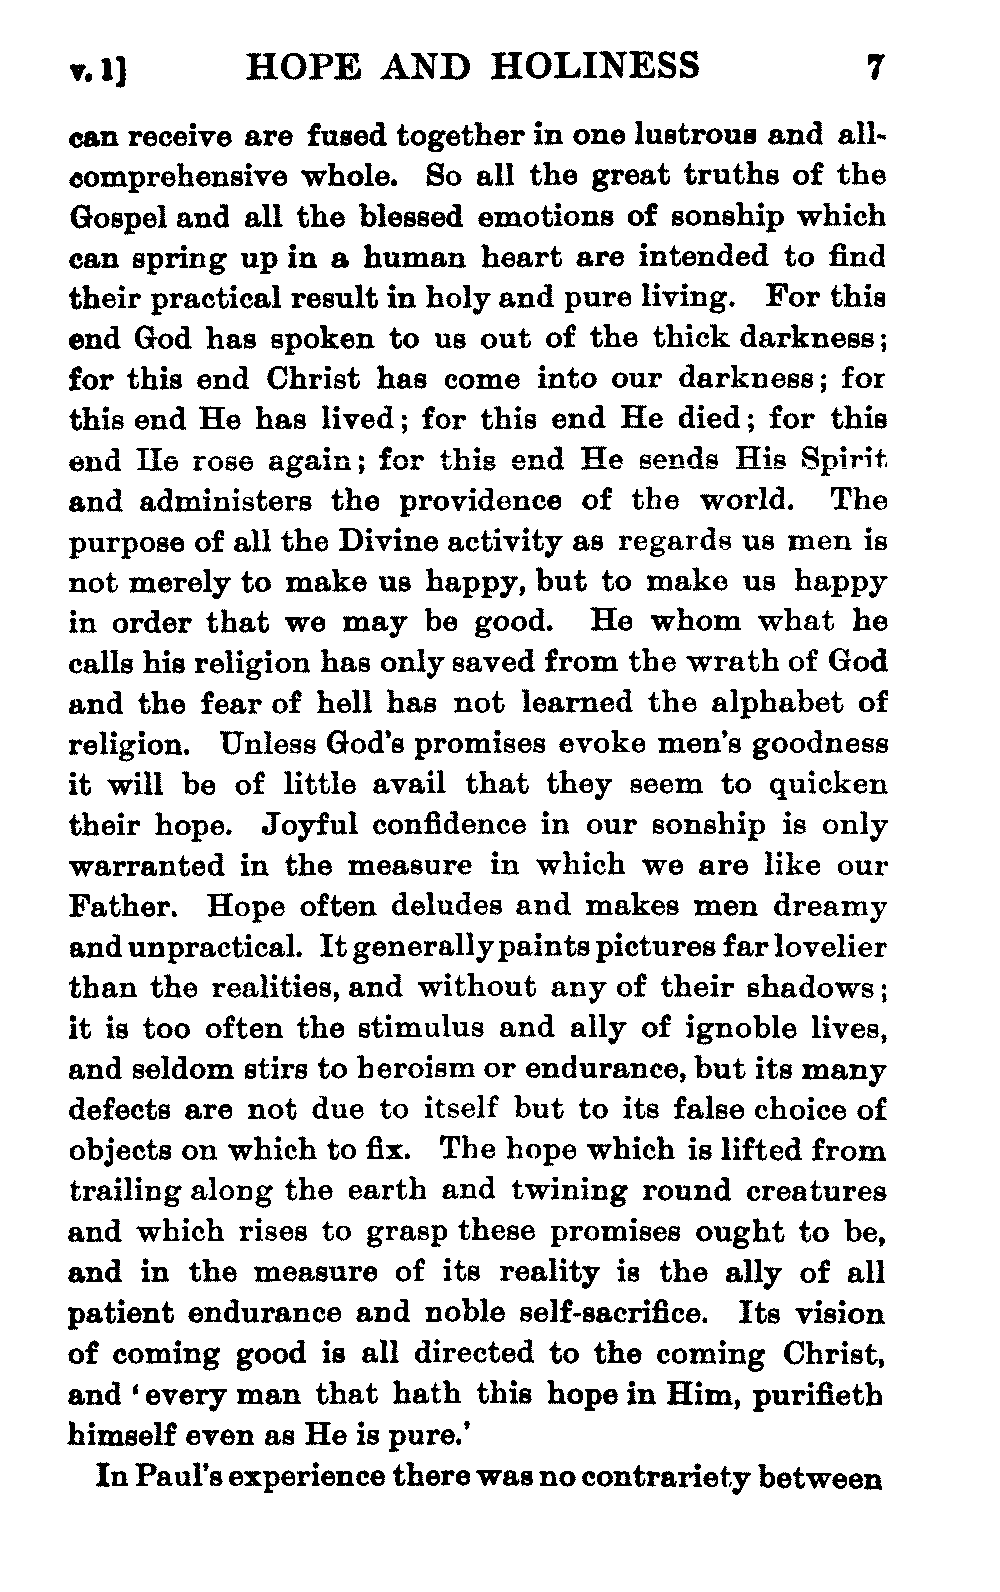 v. 1] HOPE AND HOLINESS 7
can receive are fused together in one lustrous and all-
comprehensive whole. So all the great truths of the
Gospel and all the blessed emotions of sonship which
can spring up in a human heart are intended to find
their practical result in holy and pure living. For this
end God has spoken to us out of the thick darkness;
for this end Christ has come into our darkness; for
this end He has lived; for this end He died; for this
end He rose again; for this end He sends His Spirit
and administers the providence of the world. The
purpose of all the Divine activity as regards us men is
not merely to make us happy, but to make us happy
in order that we may be good. He whom what he
calls his religion has only saved from the wrath of God
and the fear of hell has not learned the alphabet of
religion. Unless God's promises evoke men's goodness
it will be of little avail that they seem to quicken
their hope. Joyful confidence in our sonship is only
warranted in the measure in which we are like our
Father. Hope often deludes and makes men dreamy
and unpractical. It generally paints pictures far lovelier
than the realities, and without any of their shadows;
it is too often the stimulus and ally of ignoble lives,
and seldom stirs to heroism or endurance, but its many
defects are not due to itself but to its false choice of
objects on which to fix. The hope which is lifted from
trailing along the earth and twining round creatures
and which rises to grasp these promises ought to be,
and in the measure of its reality is the ally of all
patient endurance and noble self-sacrifice. Its vision
of coming good is all directed to the coming Christ,
and 'every man that hath this hope in Him, purifieth
himself even as He is pure.'
In Paul's experience there was no contrariety between